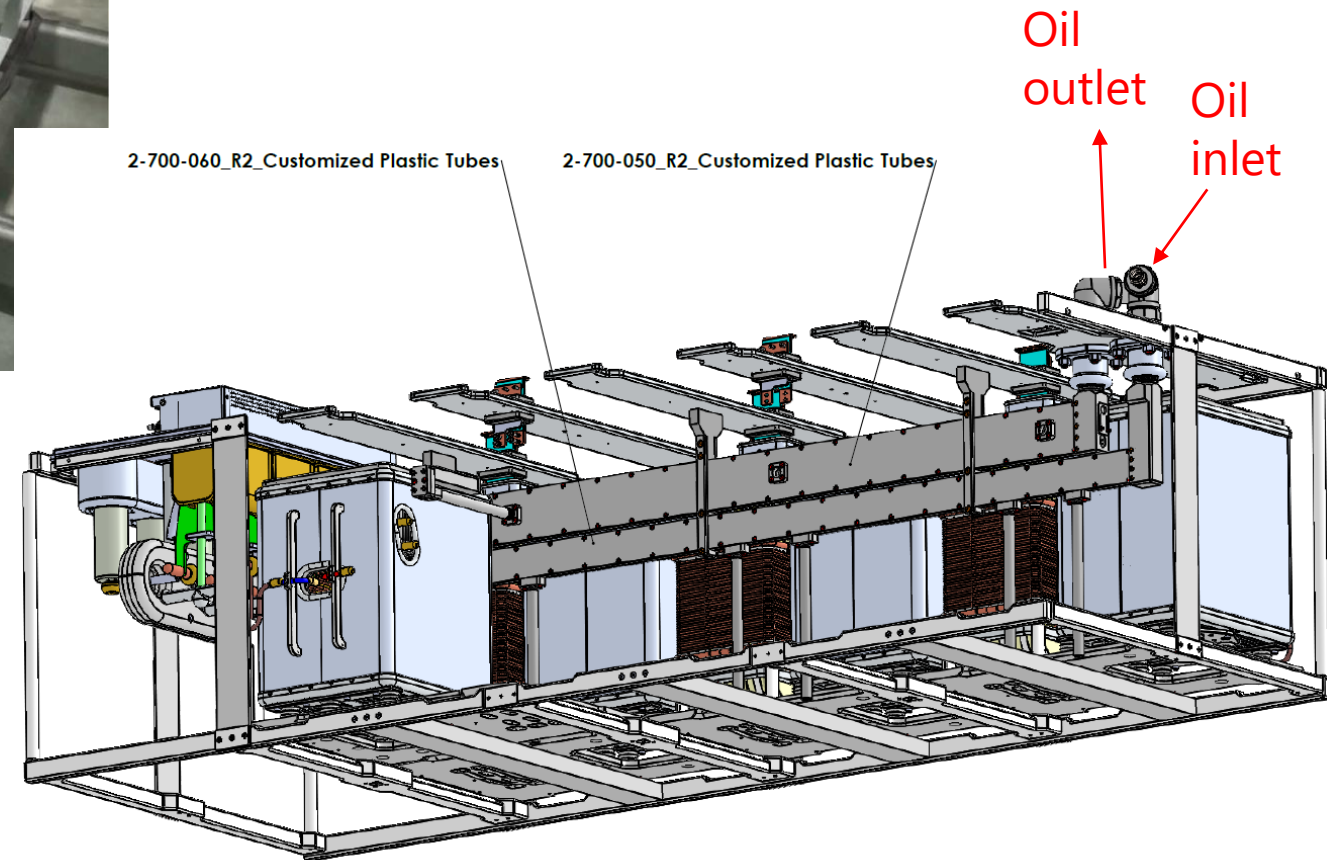 Oil
outlet
Oil
inlet
2-700-060_R2_Customized Plastic Tubes
2-700-050_R2_Customized Plastic Tubes